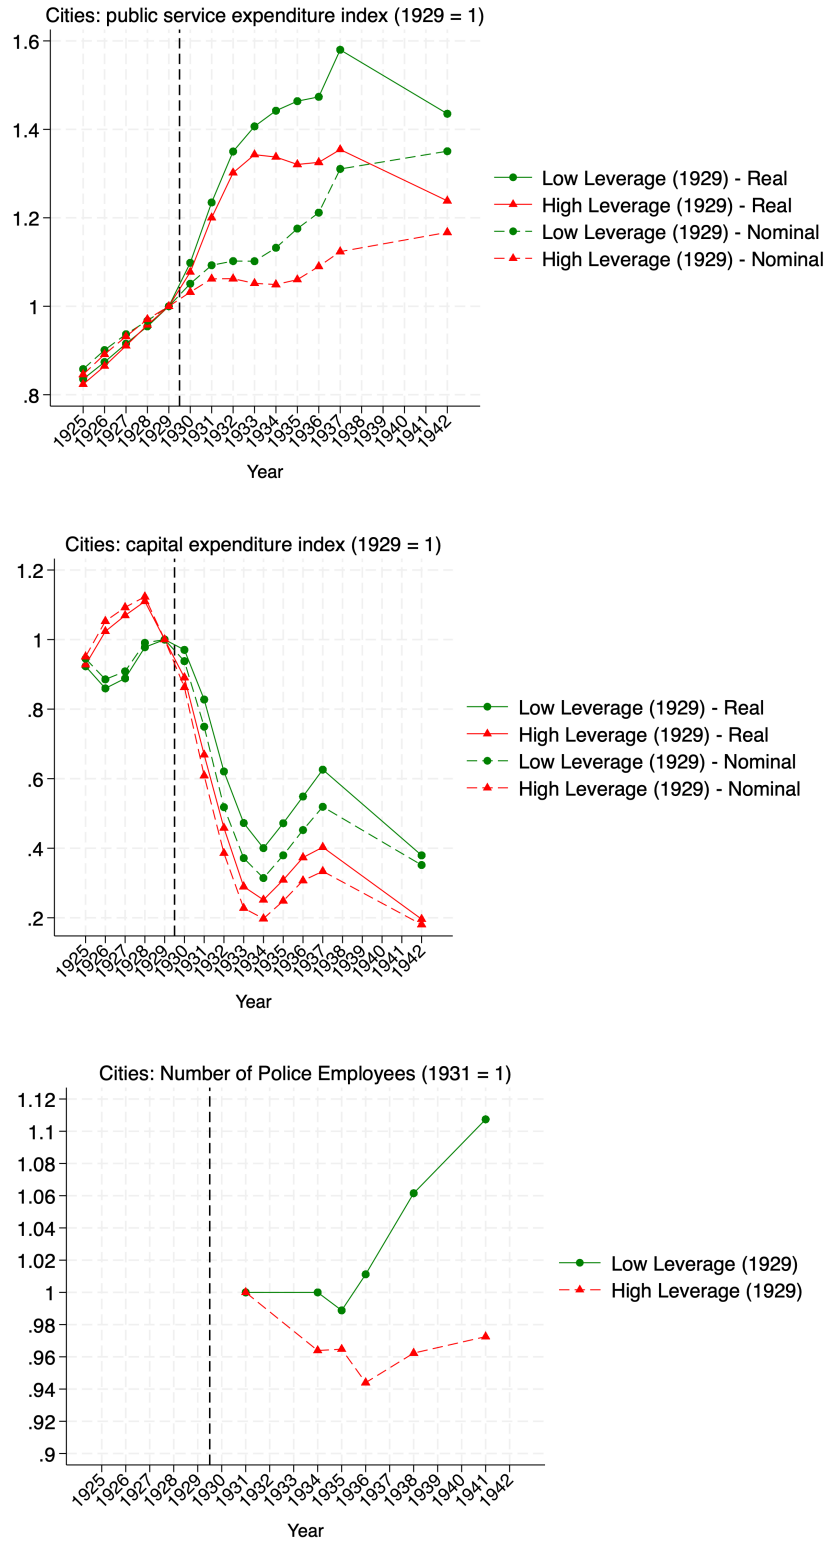 Cities: public service expenditure index (1929 = 1)
1.6
1.4
1.2
1
.8
1925 1926 1927 1928 1929 1930 1931 1932 1933 1934 1935 1936 1937 1938 1939 1940 1941 1942
Year
Low Leverage (1929) - Real
High Leverage (1929) - Real
Low Leverage (1929) - Nominal
High Leverage (1929) - Nominal
Cities: capital expenditure index (1929 = 1)
1.2
1
.8
.6
.4
.2
1925 1926 1927 1928 1929 1930 1931 1932 1933 1934 1935 1936 1937 1938 1939 1940 1941 1942
Year
Low Leverage (1929) - Real
High Leverage (1929) - Real
Low Leverage (1929) - Nominal
High Leverage (1929) - Nominal
Cities: Number of Police Employees (1931 = 1)
1.12
1.1
1.08
1.06
1.04
1.02
1
.98
.96
.94
.92
.9
1925 1926 1927 1928 1929 1930 1931 1932 1933 1934 1935 1936 1937 1938 1939 1940 1941 1942
Year
Low Leverage (1929)
High Leverage (1929)